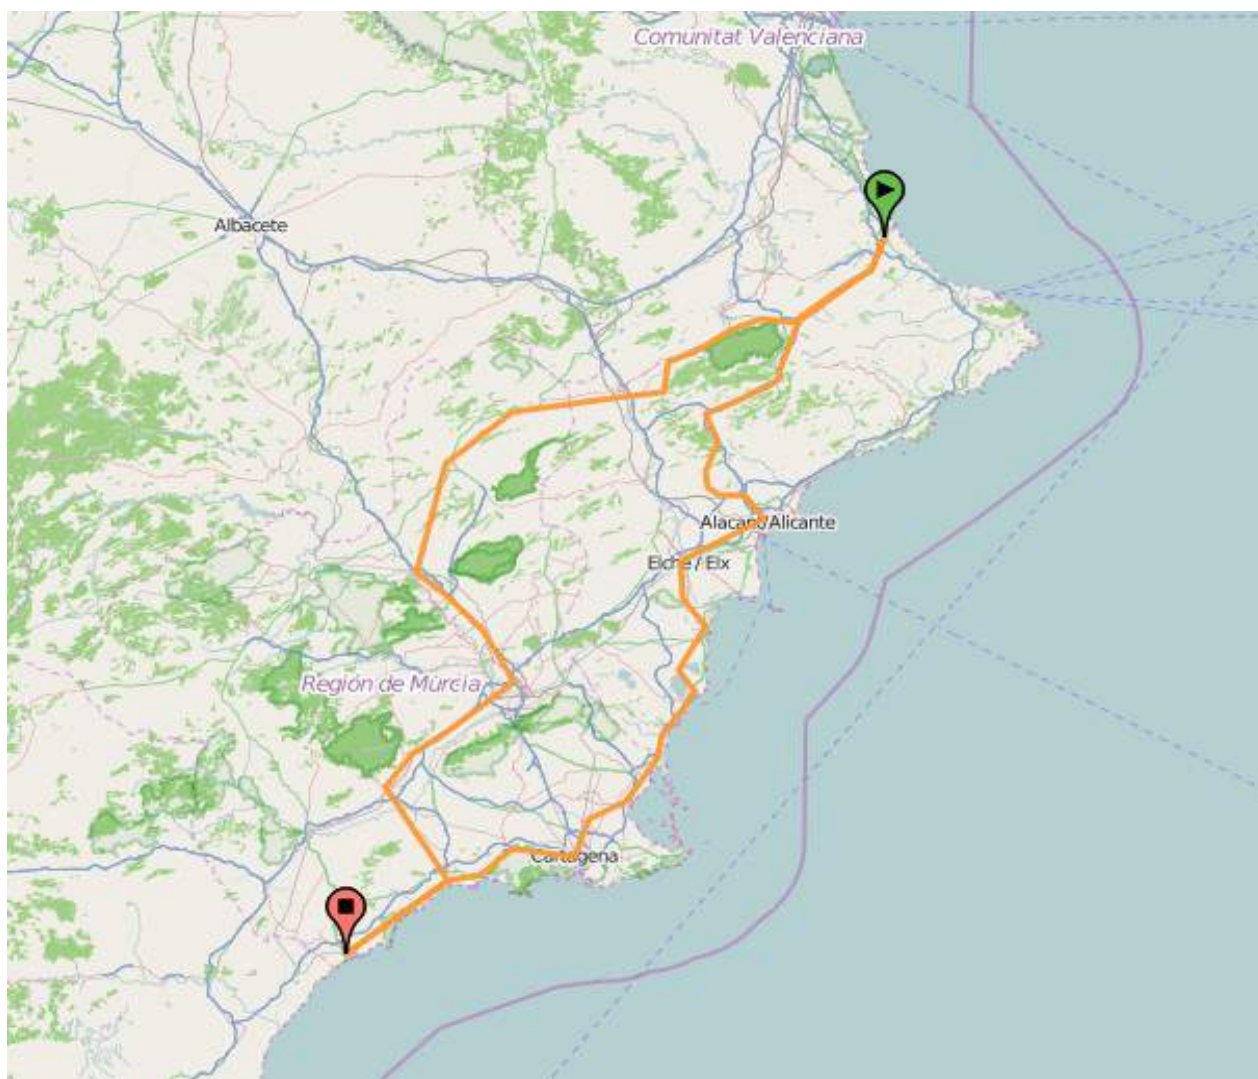 Comunitat Valenciana
Albacete
Alacant/Alicante
Elche / Elx
Región de Murcia
Cartagena